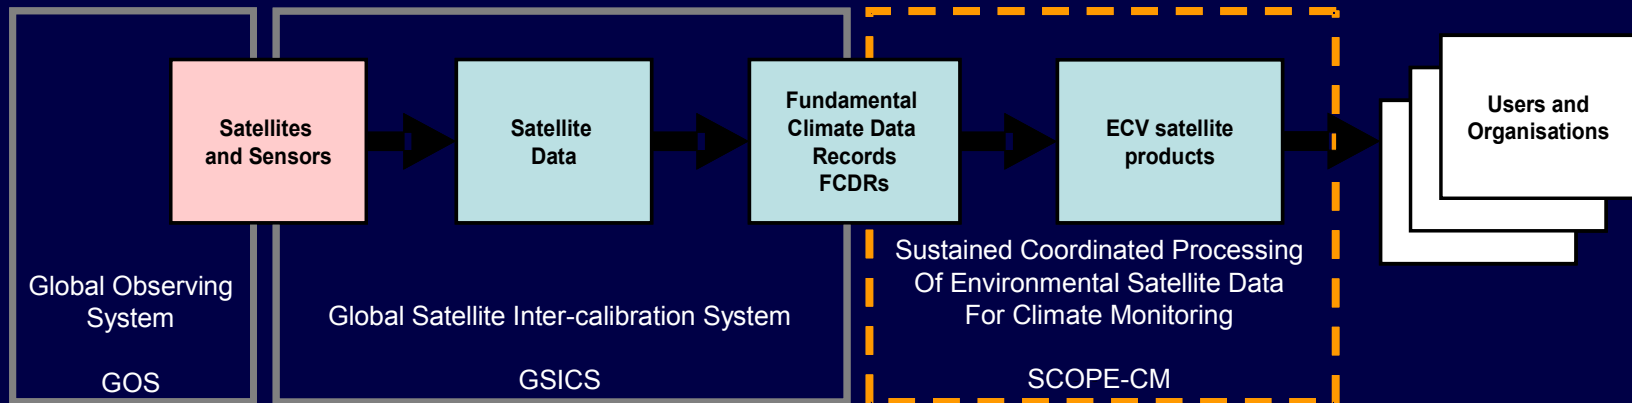 Satellites
and Sensors
Satellite
Data
Fundamental
Climate Data
Records
FCDRs
ECV satellite
products
Users and
Organisations
Global Observing
System
GOS
Global Satellite Inter-calibration System
GSICS
Sustained Coordinated Processing
Of Environmental Satellite Data
For Climate Monitoring
SCOPE-CM